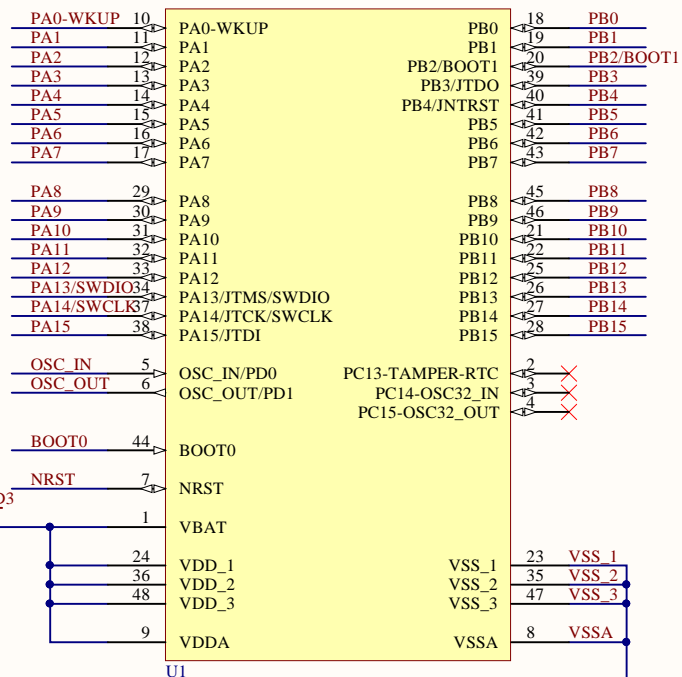 PA0-WKUP 10 PA0-WKUP PB0 18 PB0
PA1 11 PA1 PB1 19 PB1
PA2 12 PA2 PB2/BOOT1 20 PB2/BOOT1
PA3 13 PA3 PB3/JTDO 39 PB3
PA4 14 PA4 PB4/JNTRST 40 PB4
PA5 15 PA5 PB5 41 PB5
PA6 16 PA6 PB6 42 PB6
PA7 17 PA7 PB7 43 PB7
PA8 29 PA8 PB8 45 PB8
PA9 30 PA9 PB9 46 PB9
PA10 31 PA10 PB10 21 PB10
PA11 32 PA11 PB11 22 PB11
PA12 33 PA12 PB12 25 PB12
PA13/SWDIO 34 PA13/JTMS/SWDIO PB13 26 PB13
PA14/SWCLK 37 PA14/JTCK/SWCLK PB14 27 PB14
PA15 38 PA15/JTDI PB15 28 PB15
OSC_IN 5 OSC_IN/PD0 PC13-TAMPER-RTC 2
OSC_OUT 6 OSC_OUT/PD1 PC14-OSC32_IN 3
PC15-OSC32_OUT 4
BOOT0 44 BOOT0
NRST 7 NRST
1 VBAT
24 VDD_1 VSS_1 23 VSS_1
36 VDD_2 VSS_2 35 VSS_2
48 VDD_3 VSS_3 47 VSS_3
9 VDDA VSSA 8 VSSA
U1